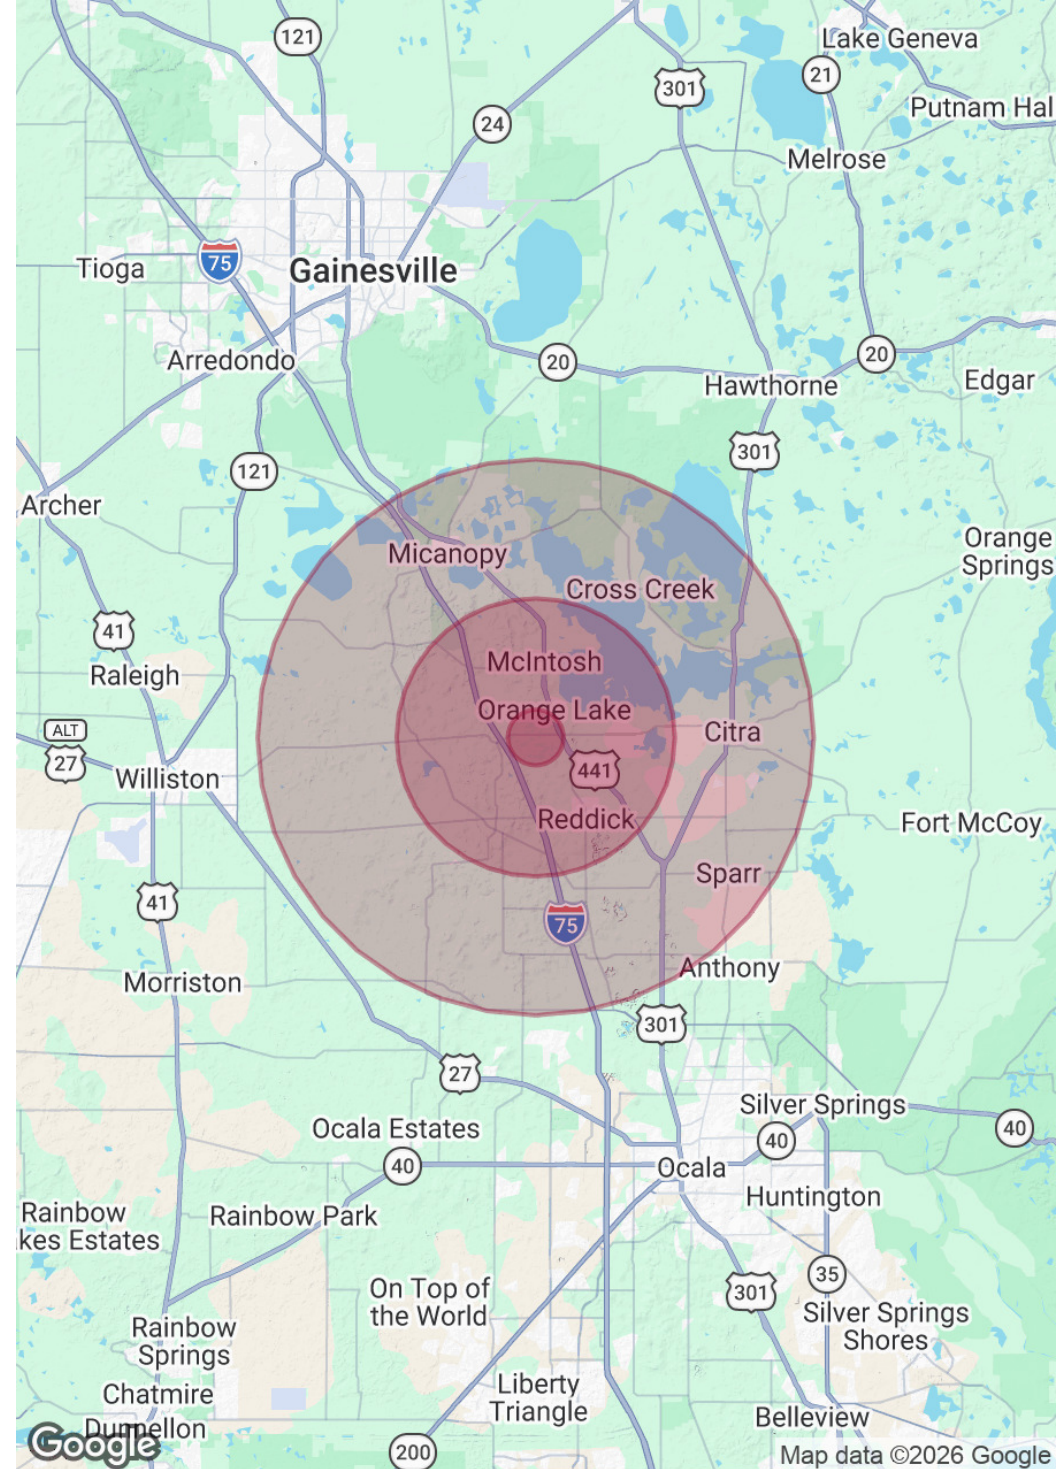 121
Lake Geneva
301
21
Putnam Hal
24
Melrose
75
Tioga
Gainesville
Arredondo
20
20
Hawthorne
Edgar
301
121
Archer
Orange
Springs
Micanopy
Cross Creek
41
McIntosh
Raleigh
Orange Lake
ALT
27
Citra
441
Williston
Reddick
Fort McCoy
Sparr
41
75
Anthony
Morriston
301
27
Silver Springs
Ocala Estates
40
40
40
Ocala
Huntington
Rainbow
kes Estates
Rainbow Park
35
On Top of
the World
301
Silver Springs
Shores
Rainbow
Springs
Chatmire
Liberty
Triangle
Belleview
Dunnellon
Google
200
Map data ©2026 Google